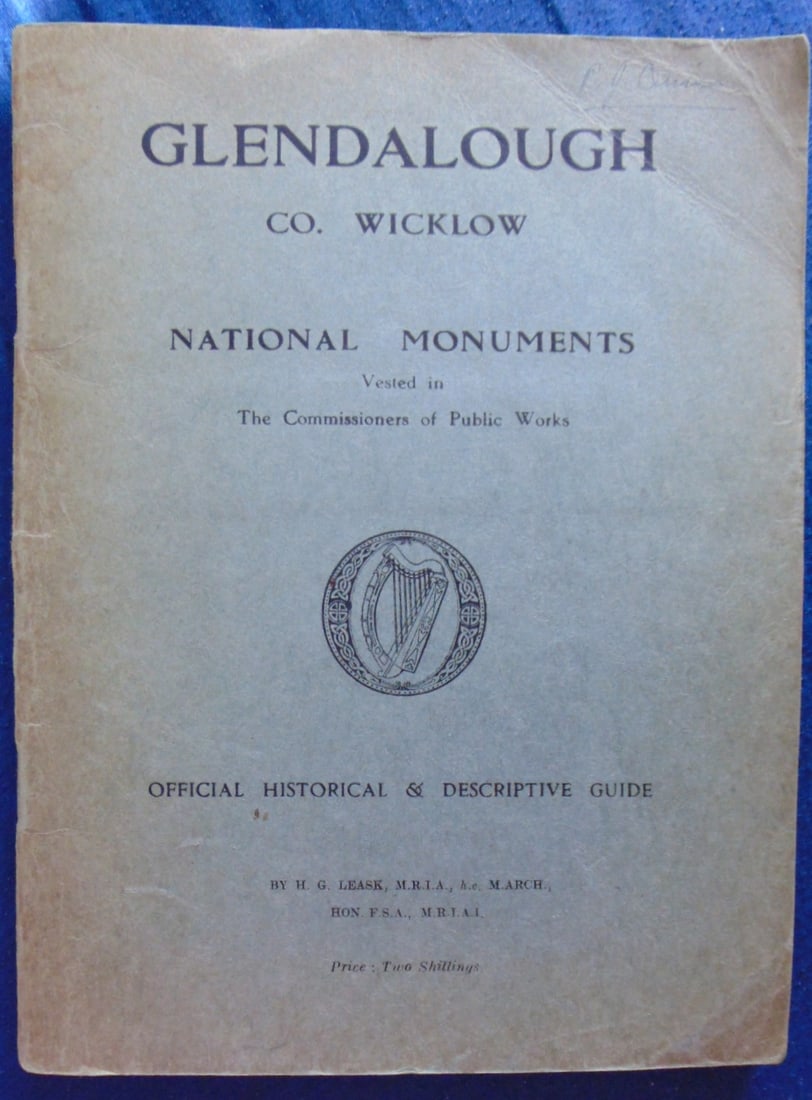 GLENDALOUGH
CO. WICKLOW
NATIONAL MONUMENTS
Vested in
The Commissioners of Public Works
OFFICIAL HISTORICAL & DESCRIPTIVE GUIDE
BY H. G. LEASK, M.R.I.A., h.c. M.ARCH.,
HON. F.S.A., M.R.I.A.I.
Price : Two Shillings